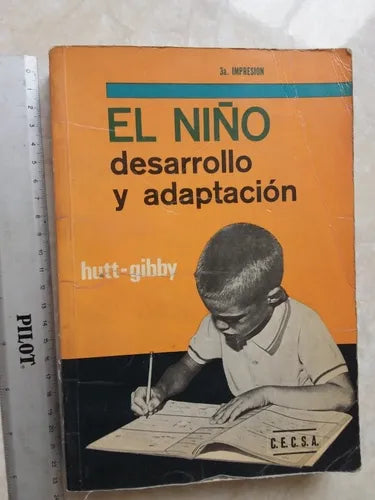 3a. IMPRESION
EL NIÑO
desarrollo
y adaptación
hutt-gibby
C.E.C.S.A.
PILOT